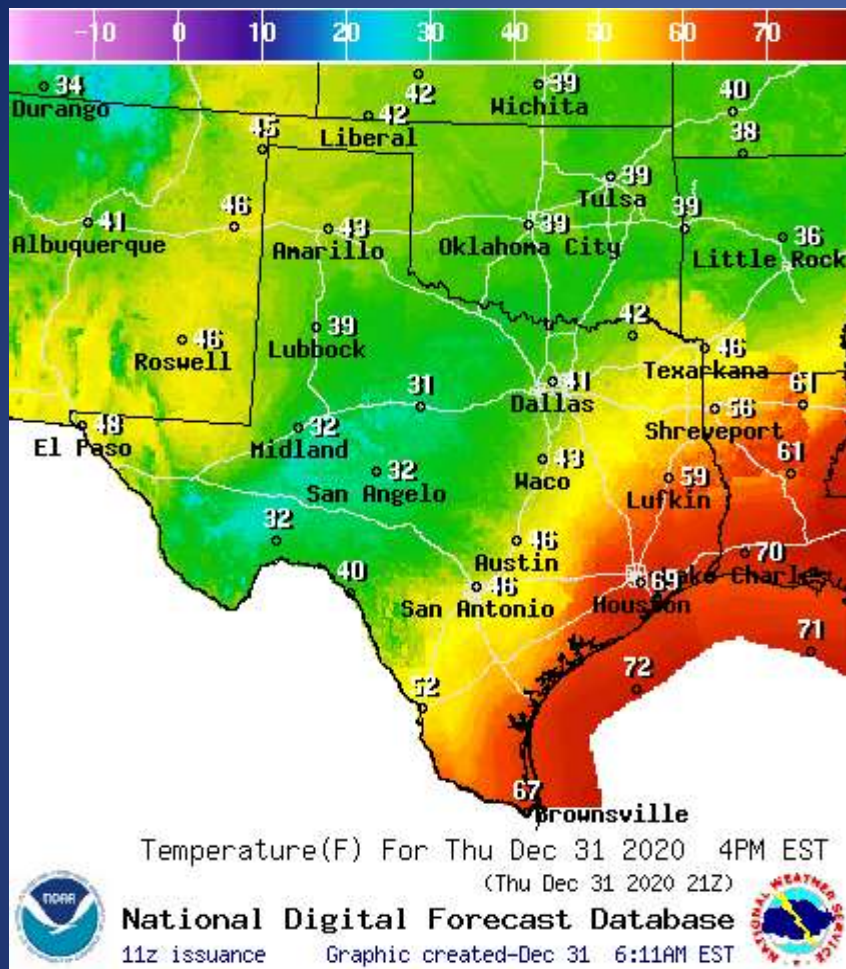 -10 0 10 20 30 40 50 60 70
34
Durango
42
42
Liberal
39
Wichita
40
38
45
39
Tulsa
41
Albuquerque
46
43
Amarillo
39
Oklahoma City
39
36
Little Rock
46
Roswell
39
Lubbock
42
46
Texarkana
31
41
Dallas
61
56
Shreveport
48
El Paso
32
Midland
32
San Angelo
43
Waco
59
Lufkin
61
32
46
Austin
70
Lake Charles
40
46
San Antonio
69
Houston
71
72
52
67
Brownsville
Temperature(F) For Thu Dec 31 2020 4PM EST
(Thu Dec 31 2020 21Z)
NOAA
National Digital Forecast Database
NATIONAL WEATHER SERVICE
11z issuance Graphic created-Dec 31 6:11AM EST